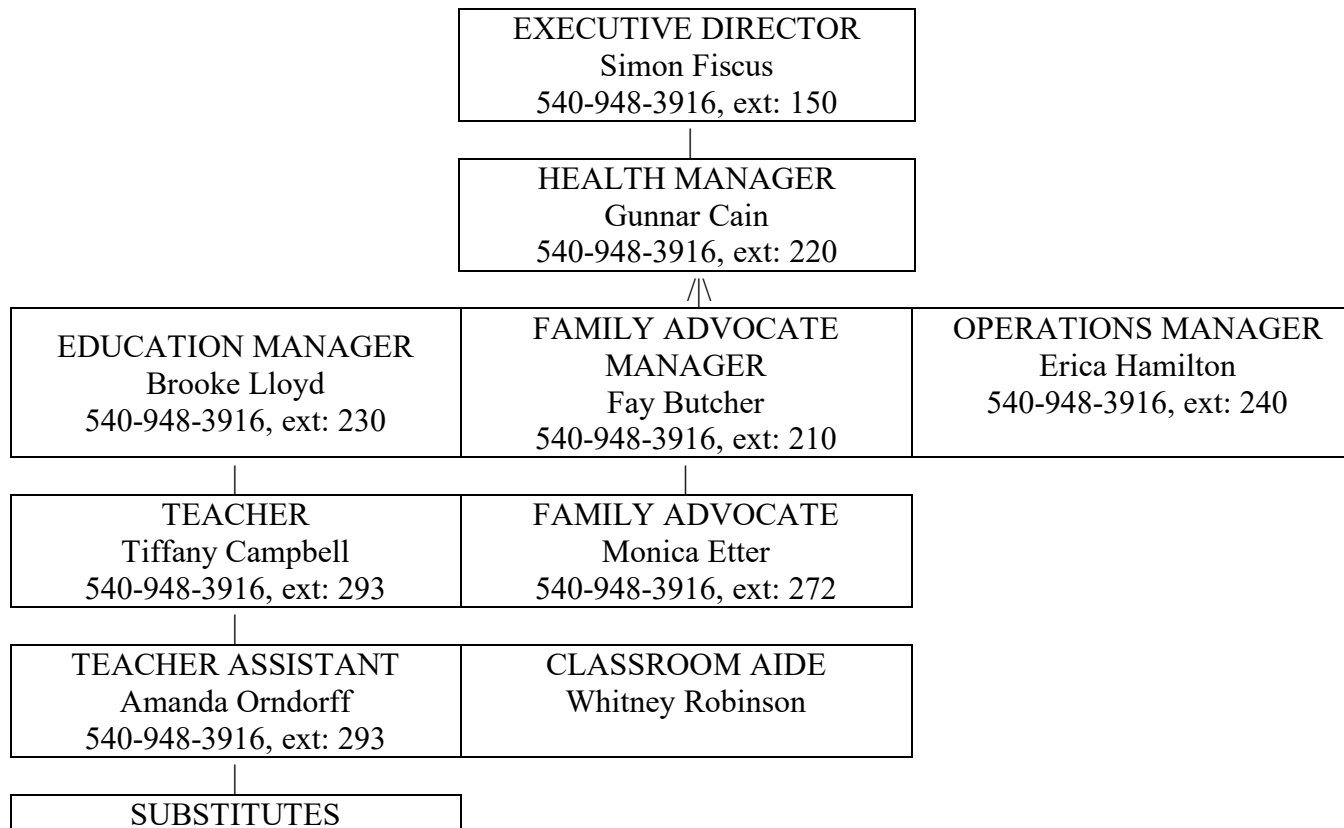 EXECUTIVE DIRECTOR
Simon Fiscus
540-948-3916, ext: 150
HEALTH MANAGER
Gunnar Cain
540-948-3916, ext: 220
EDUCATION MANAGER
Brooke Lloyd
540-948-3916, ext: 230
FAMILY ADVOCATE
MANAGER
Fay Butcher
540-948-3916, ext: 210
OPERATIONS MANAGER
Erica Hamilton
540-948-3916, ext: 240
TEACHER
Tiffany Campbell
540-948-3916, ext: 293
FAMILY ADVOCATE
Monica Etter
540-948-3916, ext: 272
TEACHER ASSISTANT
Amanda Orndorff
540-948-3916, ext: 293
CLASSROOM AIDE
Whitney Robinson
SUBSTITUTES